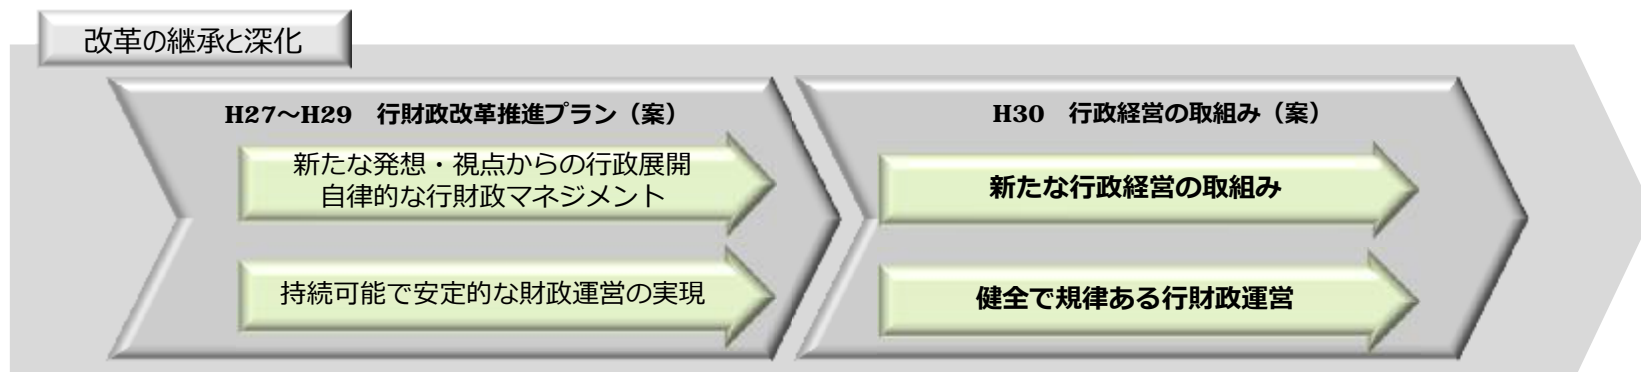 改革の継承と深化
H27～H29　行財政改革推進プラン（案）
新たな発想・視点からの行政展開
自律的な行財政マネジメント
持続可能で安定的な財政運営の実現
H30　行政経営の取組み（案）
新たな行政経営の取組み
健全で規律ある行財政運営